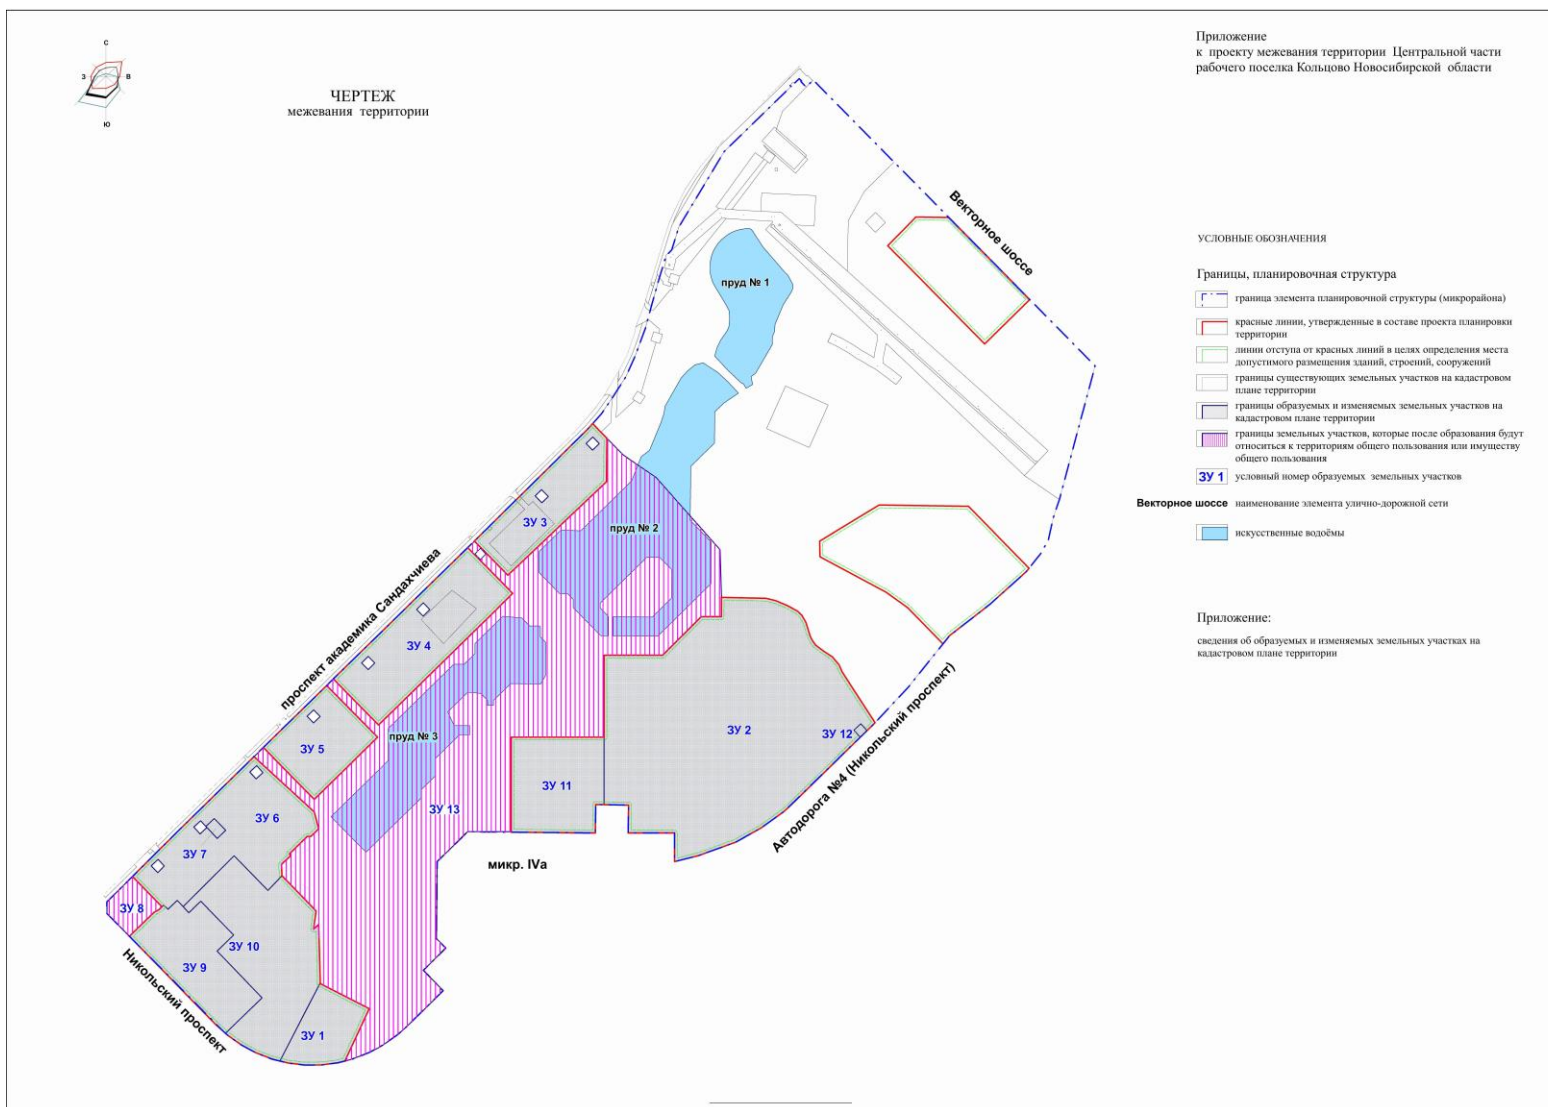 Приложение
к проекту межевания территории Центральной части
рабочего поселка Кольцово Новосибирской области
С
З
В
Ю
ЧЕРТЕЖ
межевания территории
Векторное шоссе
пруд № 1
УСЛОВНЫЕ ОБОЗНАЧЕНИЯ
Границы, планировочная структура
граница элемента планировочной структуры (микрорайона)
красные линии, утвержденные в составе проекта планировки
территории
линии отступа от красных линий в целях определения места
допустимого размещения зданий, строений, сооружений
границы существующих земельных участков на кадастровом
плане территории
границы образуемых и изменяемых земельных участков на
кадастровом плане территории
границы земельных участков, которые после образования будут
относиться к территориям общего пользования или имуществу
общего пользования
ЗУ 1 условный номер образуемых земельных участков
Векторное шоссе наименование элемента улично-дорожной сети
искусственные водоёмы
Приложение:
сведения об образуемых и изменяемых земельных участках на
кадастровом плане территории
ЗУ 3
пруд № 2
проспект академика Сандахчиева
ЗУ 4
ЗУ 5
пруд № 3
ЗУ 2
ЗУ 12
Автодорога №4 (Никольский проспект)
ЗУ 11
ЗУ 13
ЗУ 6
ЗУ 7
микр. IVa
ЗУ 8
ЗУ 10
ЗУ 9
Никольский проспект
ЗУ 1